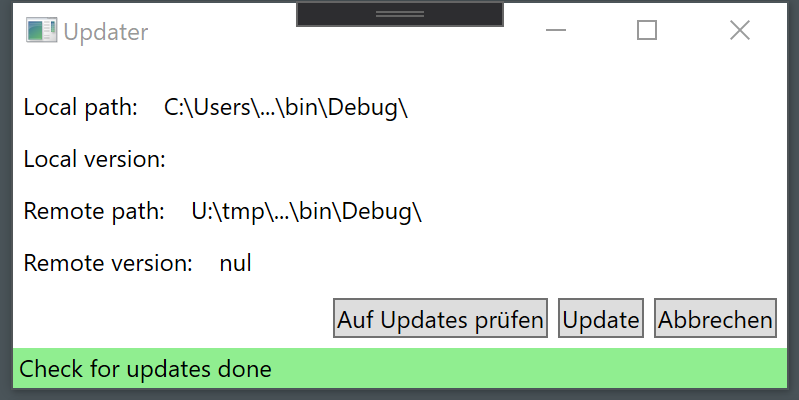 Updater
Local path: C:\Users\...\bin\Debug\
Local version:
Remote path: U:\tmp\...\bin\Debug\
Remote version: nul
Auf Updates prüfen Update Abbrechen
Check for updates done